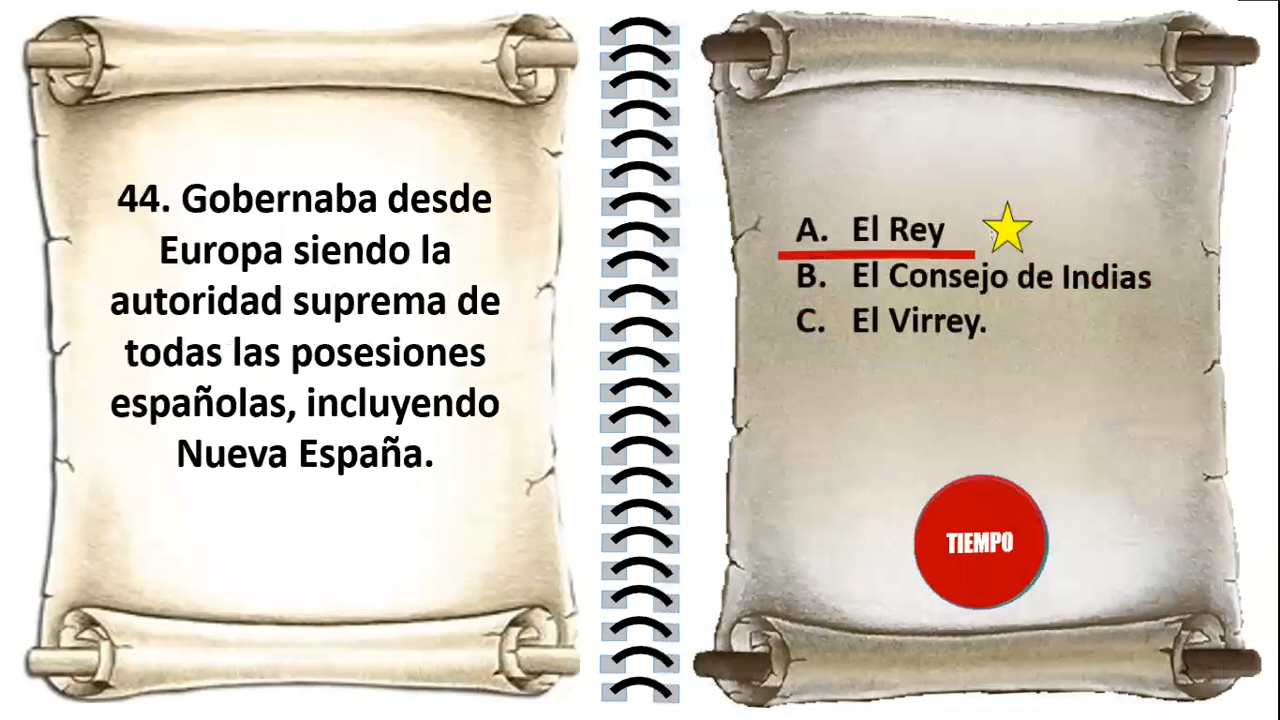 44. Gobernaba desde
Europa siendo la
autoridad suprema de
todas las posesiones
españolas, incluyendo
Nueva España.
A. El Rey
B. El Consejo de Indias
C. El Virrey.
TIEMPO